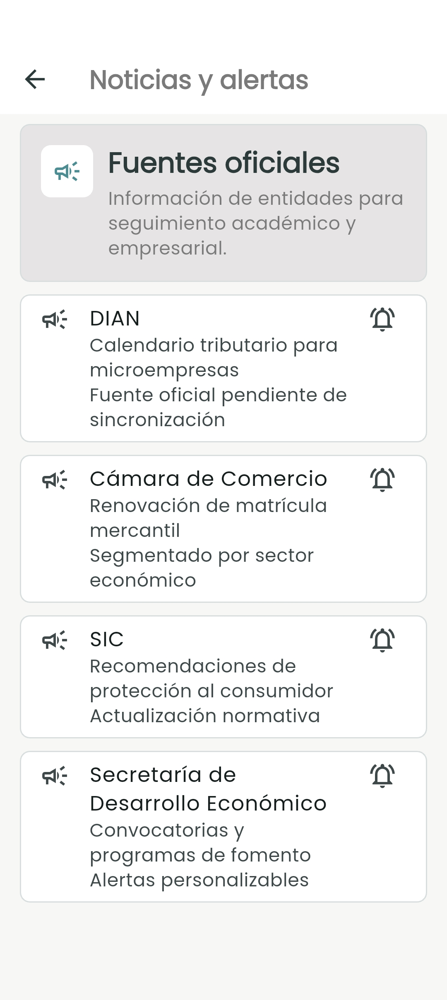 Noticias y alertas
Fuentes oficiales
Información de entidades para
seguimiento académico y
empresarial.
DIAN
Calendario tributario para
microempresas
Fuente oficial pendiente de
sincronización
Cámara de Comercio
Renovación de matrícula
mercantil
Segmentado por sector
económico
SIC
Recomendaciones de
protección al consumidor
Actualización normativa
Secretaría de
Desarrollo Económico
Convocatorias y
programas de fomento
Alertas personalizables